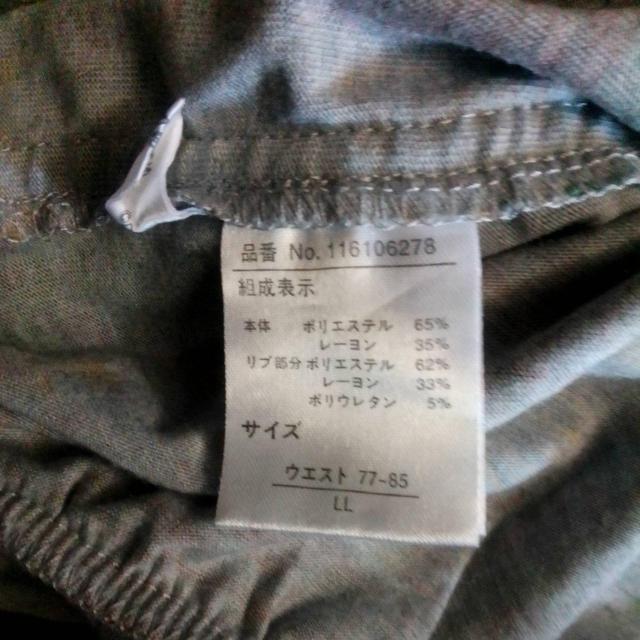 品番 No. 116106278
組成表示
本体 ポリエステル 65%
レーヨン 35%
リブ部分 ポリエステル 62%
レーヨン 33%
ポリウレタン 5%
サイズ
ウエスト 77-85
LL